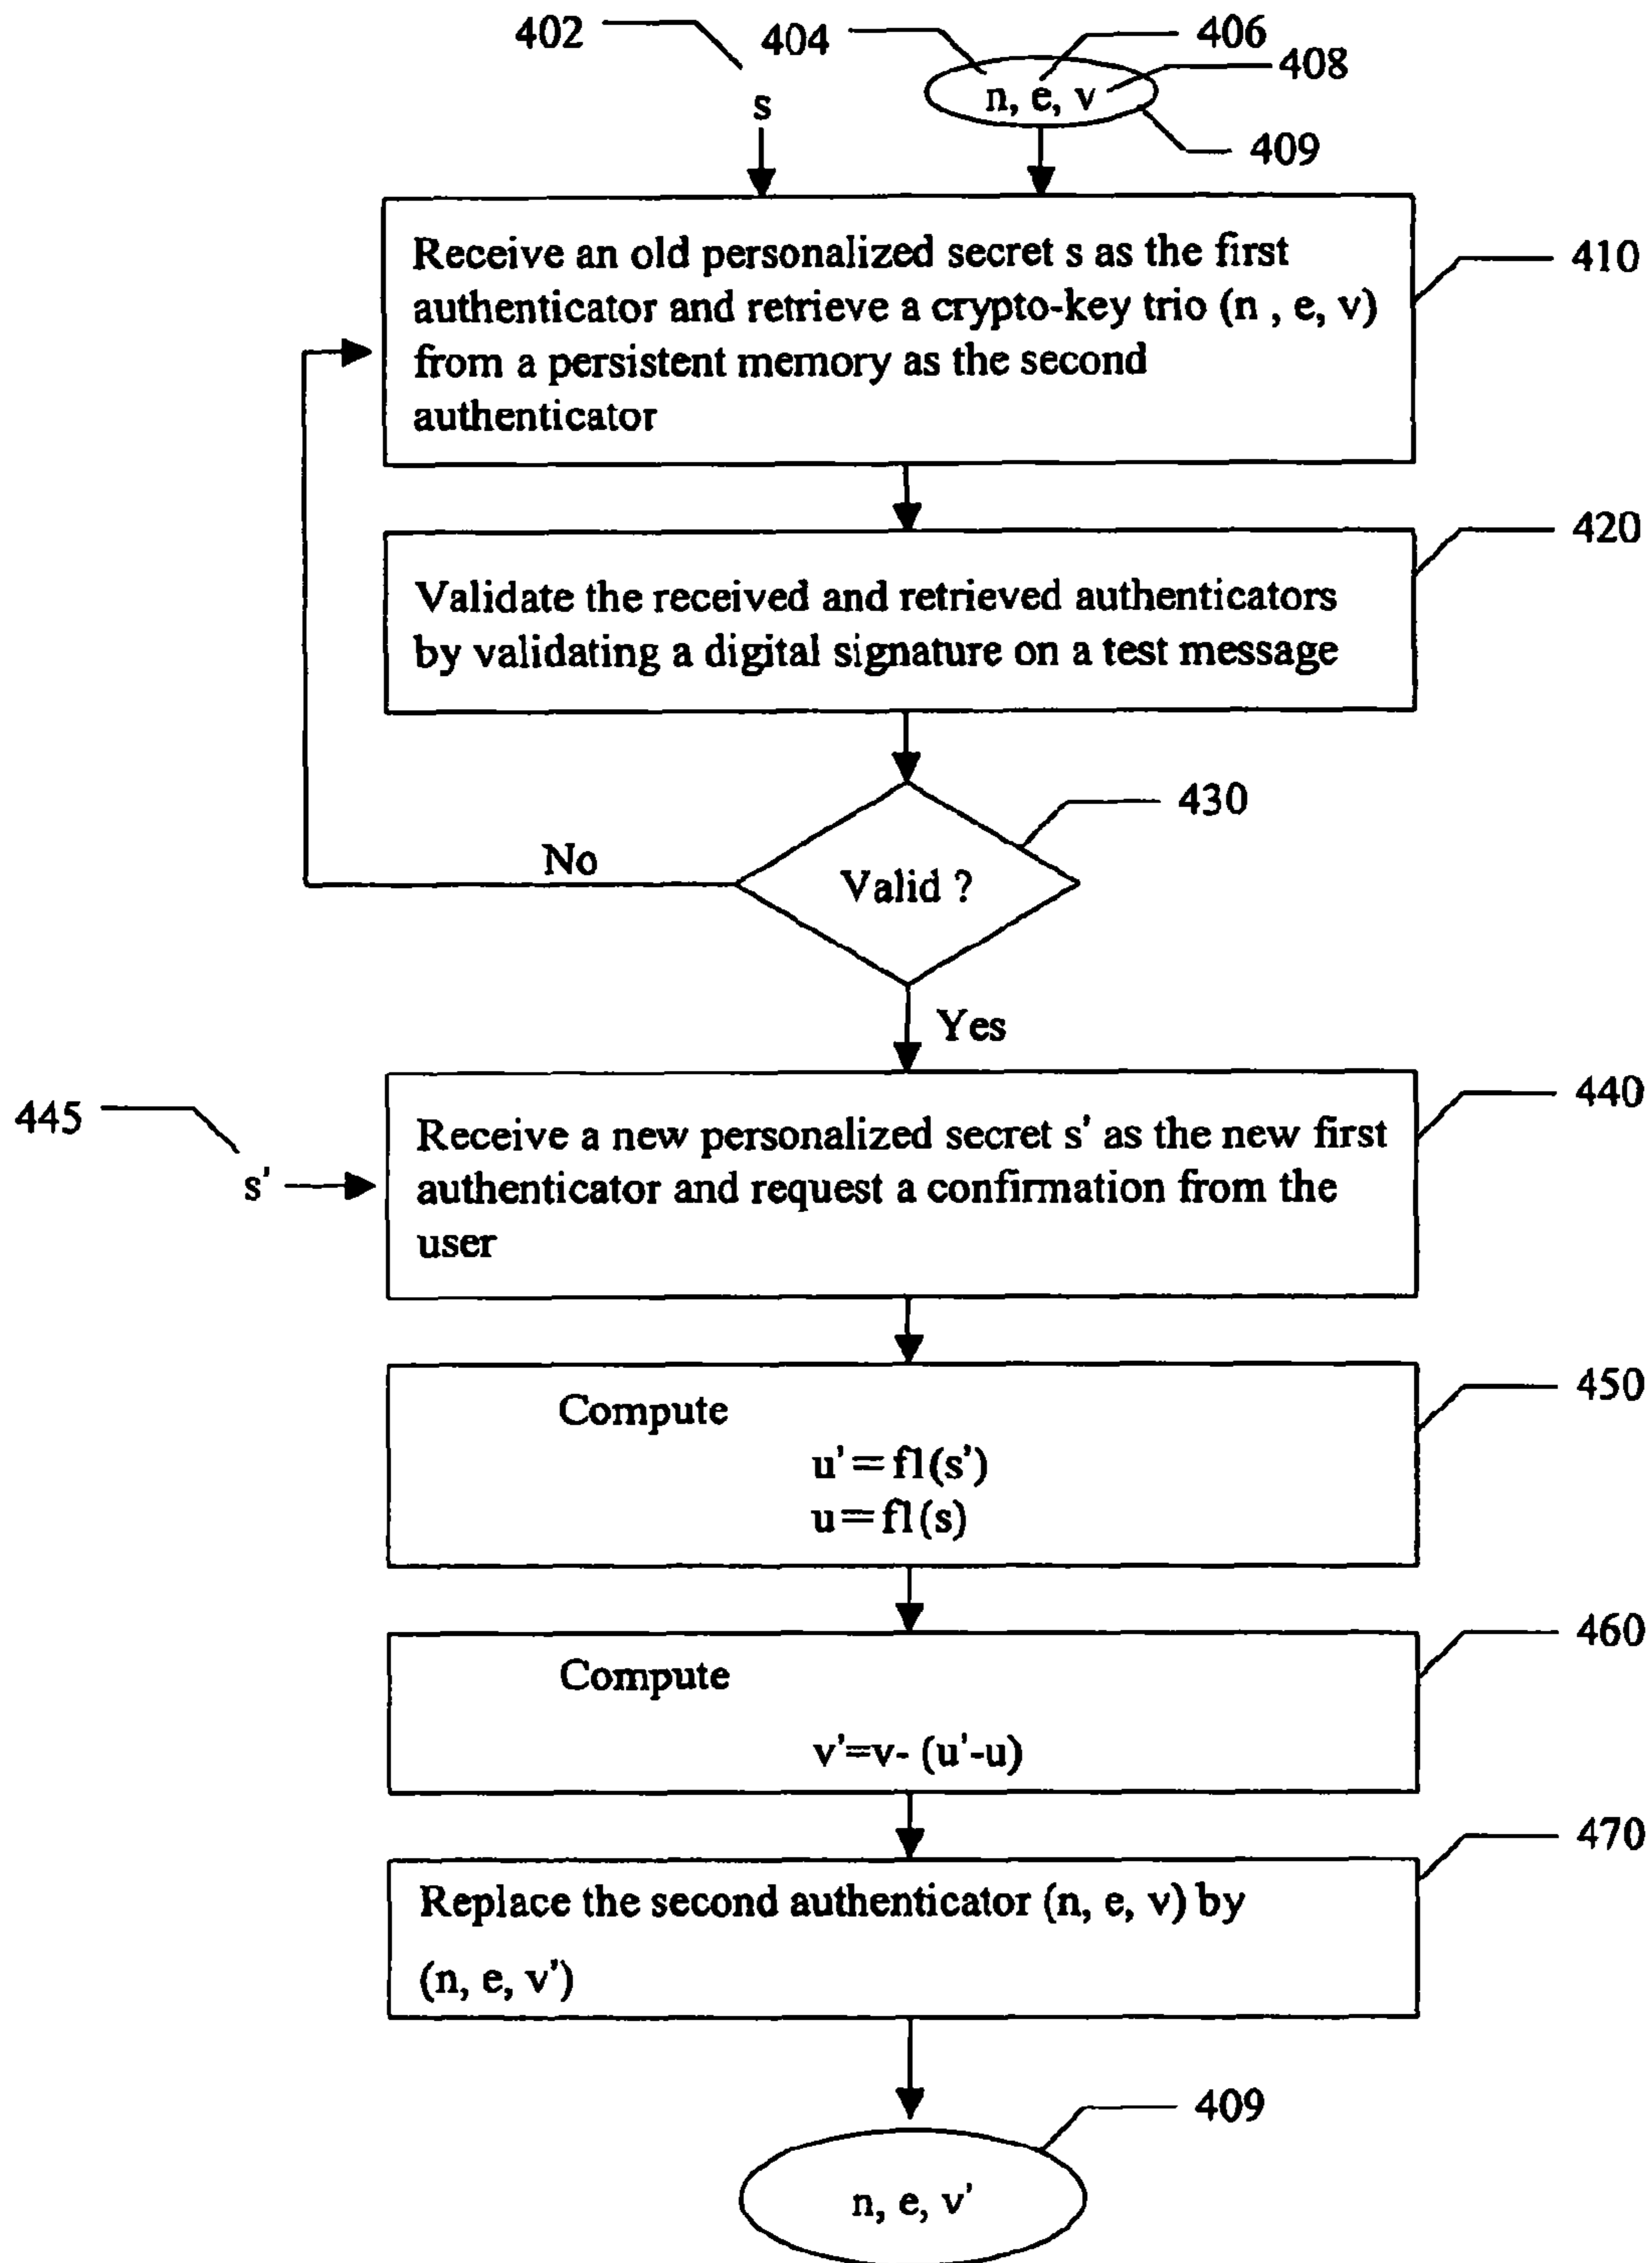 402
404
406
408
s
n, e, v
409
Receive an old personalized secret s as the first
authenticator and retrieve a crypto-key trio (n , e, v)
from a persistent memory as the second
authenticator
410
Validate the received and retrieved authenticators
by validating a digital signature on a test message
420
430
No
Valid ?
Yes
445
s'
Receive a new personalized secret s' as the new first
authenticator and request a confirmation from the
user
440
Compute
u'=f1(s')
u=f1(s)
450
Compute
v'=v- (u'-u)
460
Replace the second authenticator (n, e, v) by
(n, e, v')
470
409
n, e, v'